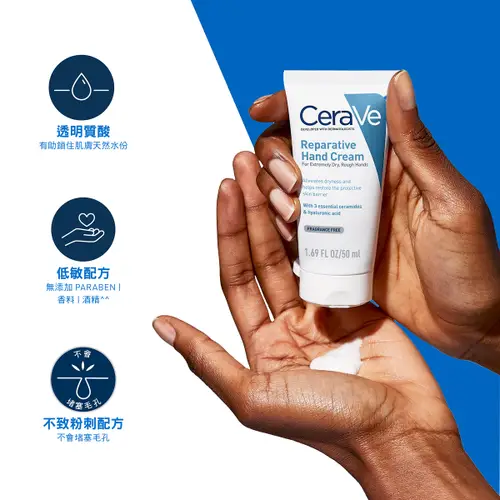 透明質酸
有助鎖住肌膚天然水份
低敏配方
無添加 PARABEN |
香料 | 酒精^^
不會
堵塞毛孔
不致粉刺配方
不會堵塞毛孔
CeraVe
DEVELOPED WITH DERMATOLOGISTS
Reparative
Hand Cream
For Extremely Dry, Rough Hands
Alleviates dryness and
helps restore the protective
skin barrier
With 3 essential ceramides
& hyaluronic acid
FRAGRANCE FREE
1.69 FL OZ/50 ml